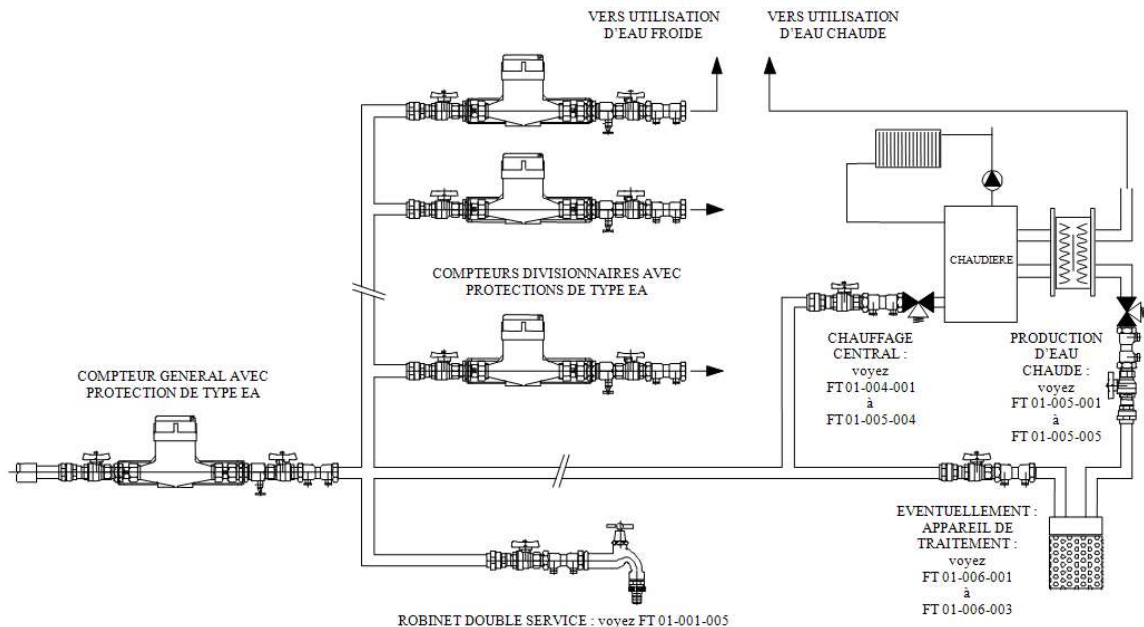 VERS UTILISATION
D'EAU FROIDE
VERS UTILISATION
D'EAU CHAUDE
CHAUDIERE
COMPTEURS DIVISIONNAIRES AVEC
PROTECTIONS DE TYPE EA
CHAUFFAGE
CENTRAL :
voyez
FT 01-004-001
à
FT 01-005-004
PRODUCTION
D'EAU
CHAUDE :
voyez
FT 01-005-001
à
FT 01-005-005
COMPTEUR GENERAL AVEC
PROTECTION DE TYPE EA
EVENTUELLEMENT :
APPAREIL DE
TRAITEMENT :
voyez
FT 01-006-001
à
FT 01-006-003
ROBINET DOUBLE SERVICE : voyez FT 01-001-005